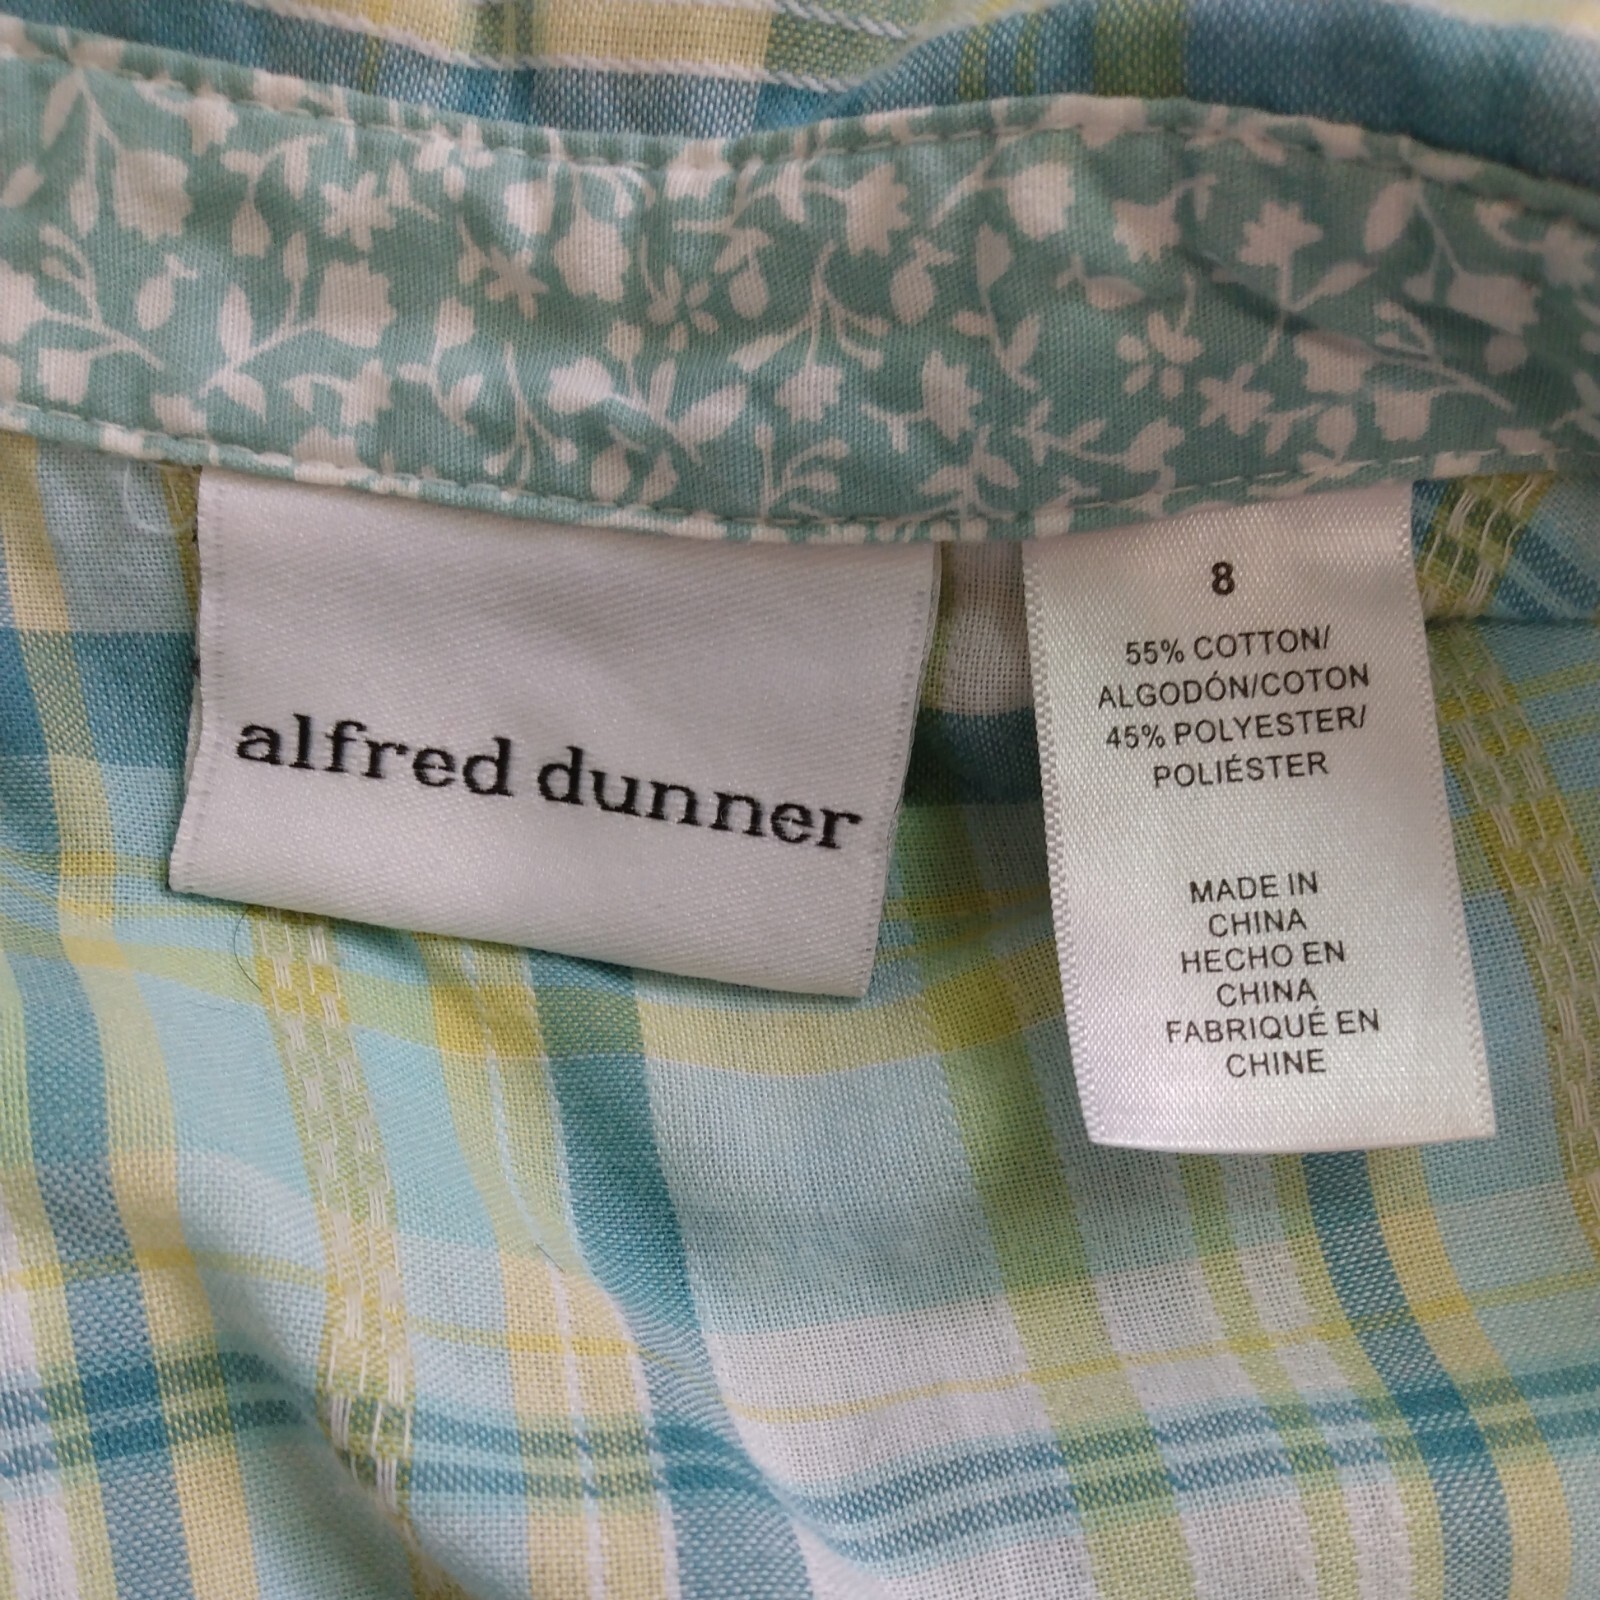 alfred dunner
8
55% COTTON/
ALGODÓN/COTON
45% POLYESTER/
POLIÉSTER
MADE IN
CHINA
HECHO EN
CHINA
FABRIQUÉ EN
CHINE